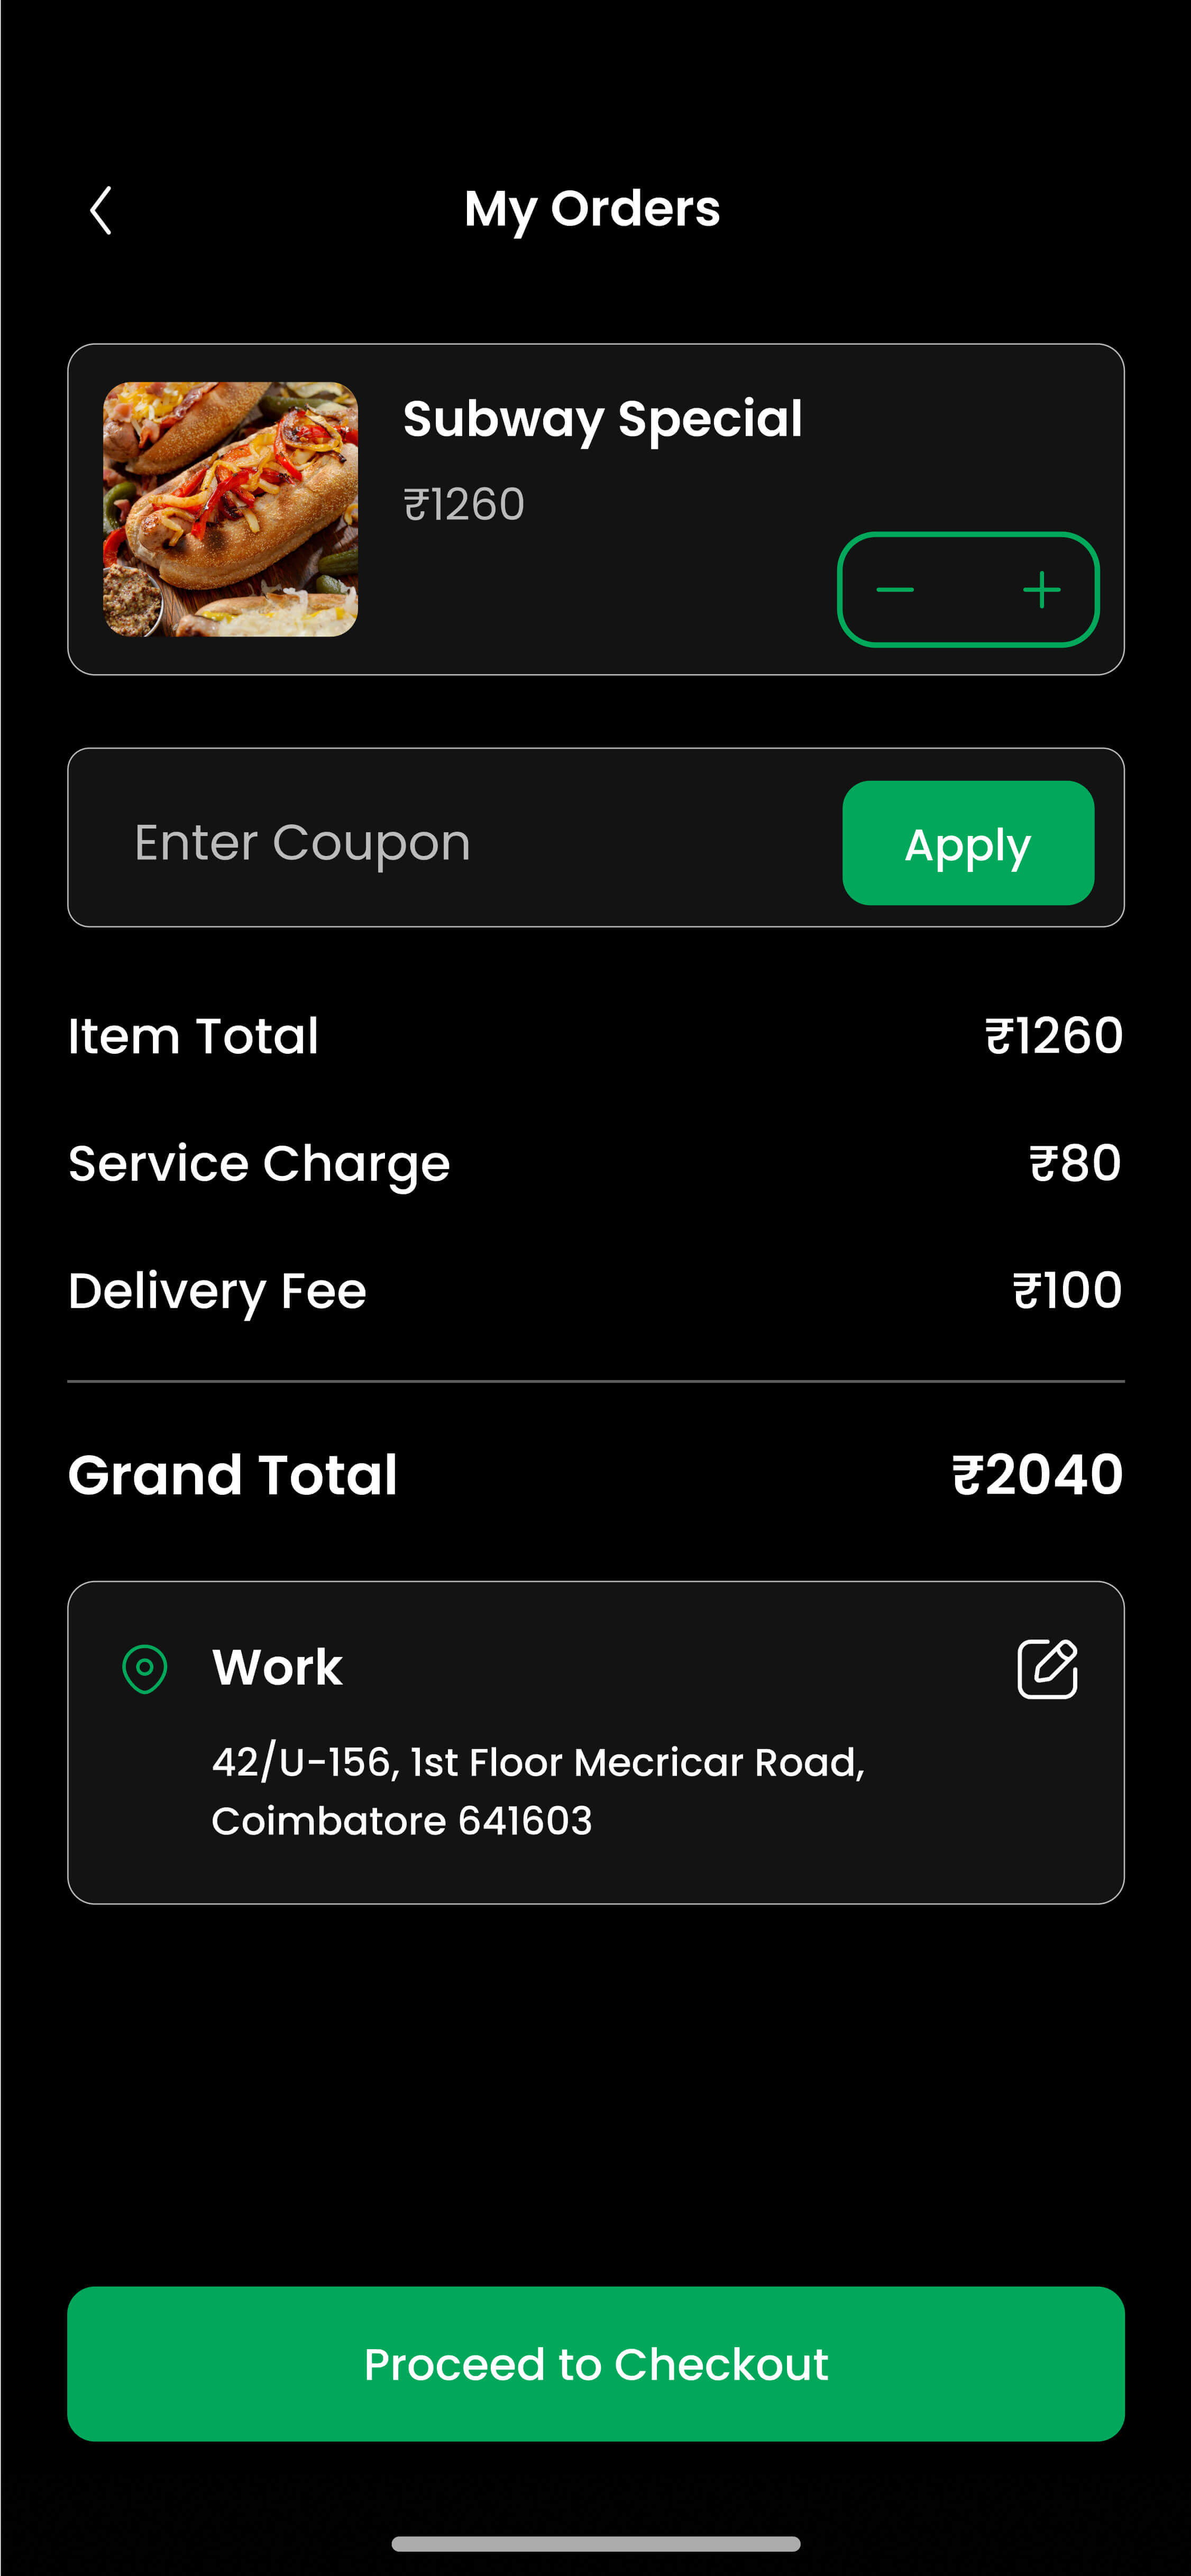 My Orders
Subway Special
₹1260
Enter Coupon
Apply
Item Total
₹1260
Service Charge
₹80
Delivery Fee
₹100
Grand Total
₹2040
Work
42/U-156, 1st Floor Mecricar Road,
Coimbatore 641603
Proceed to Checkout